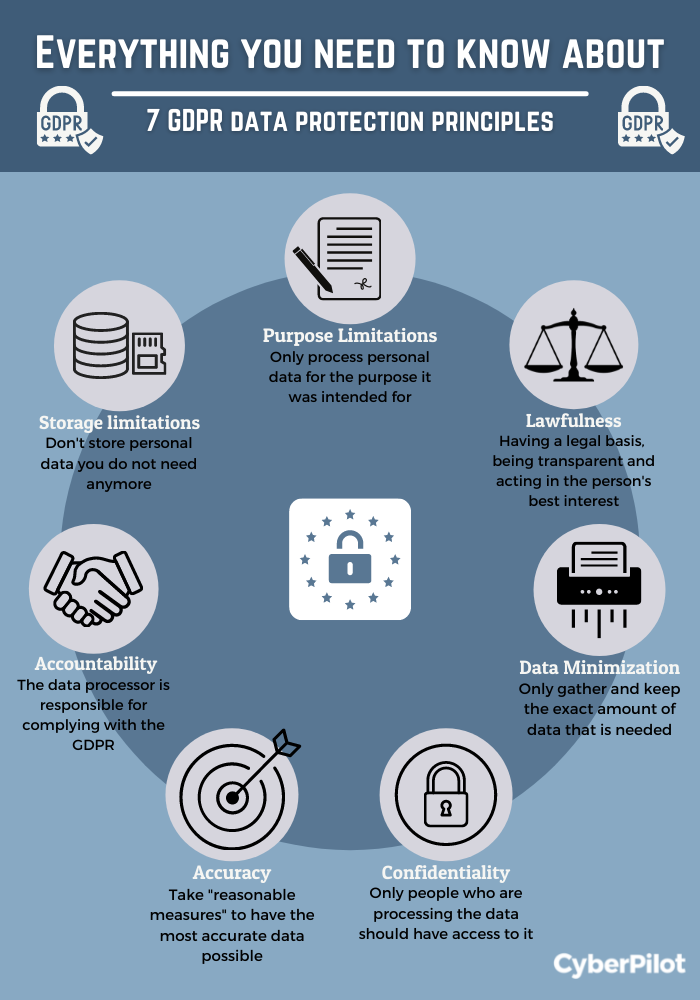 Everything you need to know about
GDPR
7 GDPR data protection principles
GDPR
Purpose Limitations
Only process personal
data for the purpose it
was intended for
Lawfulness
Having a legal basis,
being transparent and
acting in the person's
best interest
Data Minimization
Only gather and keep
the exact amount of
data that is needed
Confidentiality
Only people who are
processing the data
should have access to it
Accuracy
Take "reasonable
measures" to have the
most accurate data
possible
Accountability
The data processor is
responsible for
complying with the
GDPR
Storage limitations
Don't store personal
data you do not need
anymore
CyberPilot